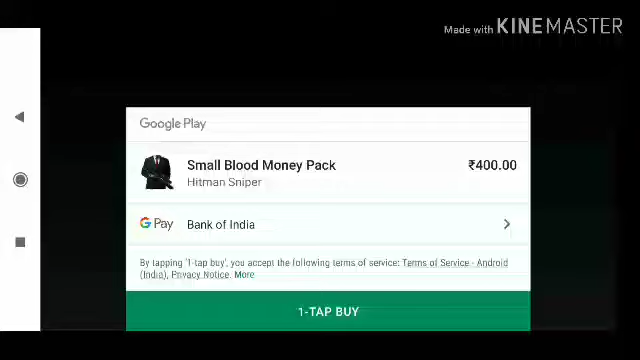 Made with KINEMASTER
Google Play
Small Blood Money Pack ₹400.00
Hitman Sniper
G Pay Bank of India
By tapping '1-tap buy', you accept the following terms of service: Terms of Service - Android
(India), Privacy Notice. More
1-TAP BUY